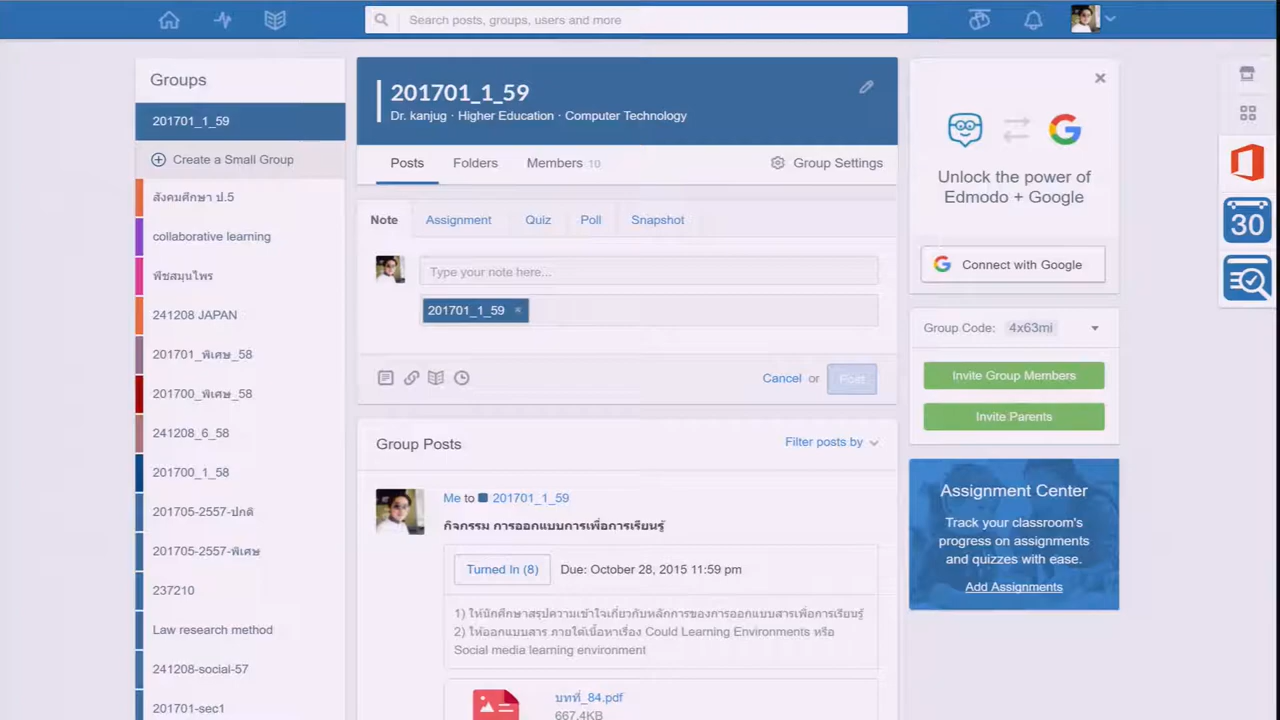 Search posts, groups, users and more
Groups
201701_1_59
Create a Small Group
สังคมศึกษา ป.5
collaborative learning
พืชสมุนไพร
241208 JAPAN
201701_พิเศษ_58
201700_พิเศษ_58
241208_6_58
201700_1_58
201705-2557-ปกติ
201705-2557-พิเศษ
237210
Law research method
241208-social-57
201701-sec1
201701_1_59
Dr. kanjug · Higher Education · Computer Technology
Posts Folders Members 10 Group Settings
Note Assignment Quiz Poll Snapshot
Type your note here...
201701_1_59 ×
Cancel or Post
Group Posts Filter posts by
Me to 201701_1_59
กิจกรรม การออกแบบการเพื่อการเรียนรู้
Turned In (8) Due: October 28, 2015 11:59 pm
1) ให้นักศึกษาสรุปความเข้าใจเกี่ยวกับหลักการของการออกแบบสารเพื่อการเรียนรู้
2) ให้ออกแบบสาร ภายใต้เนื้อหาเรื่อง Could Learning Environments หรือ
Social media learning environment
บทที่_84.pdf
667.4KB
Unlock the power of
Edmodo + Google
Connect with Google
Group Code: 4x63mi
Invite Group Members
Invite Parents
Assignment Center
Track your classroom's
progress on assignments
and quizzes with ease.
Add Assignments
30